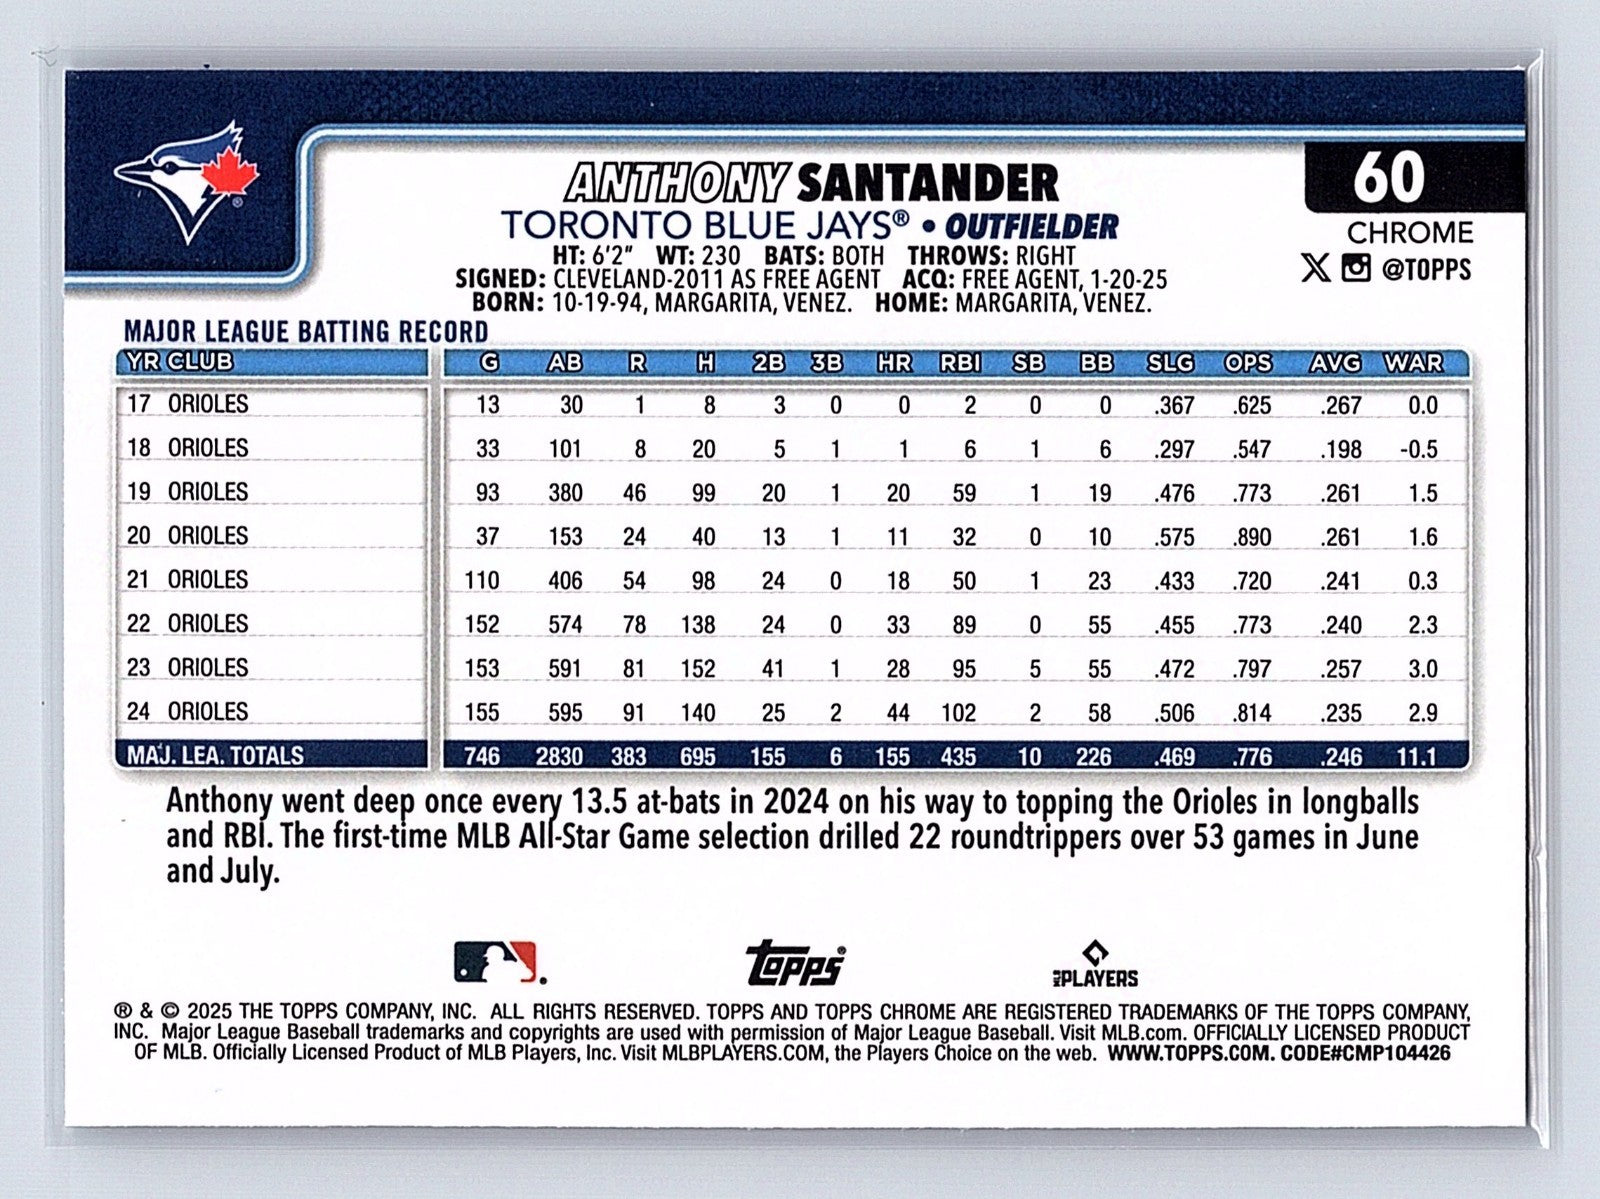 ANTHONY SANTANDER
60
TORONTO BLUE JAYS® • OUTFIELDER
CHROME
HT: 6'2" WT: 230 BATS: BOTH THROWS: RIGHT
@TOPPS
SIGNED: CLEVELAND-2011 AS FREE AGENT ACQ: FREE AGENT, 1-20-25
BORN: 10-19-94, MARGARITA, VENEZ. HOME: MARGARITA, VENEZ.
MAJOR LEAGUE BATTING RECORD
YR CLUB G AB R H 2B 3B HR RBI SB BB SLG OPS AVG WAR
17 ORIOLES 13 30 1 8 3 0 0 2 0 0 .367 .625 .267 0.0
18 ORIOLES 33 101 8 20 5 1 1 6 1 6 .297 .547 .198 -0.5
19 ORIOLES 93 380 46 99 20 1 20 59 1 19 .476 .773 .261 1.5
20 ORIOLES 37 153 24 40 13 1 11 32 0 10 .575 .890 .261 1.6
21 ORIOLES 110 406 54 98 24 0 18 50 1 23 .433 .720 .241 0.3
22 ORIOLES 152 574 78 138 24 0 33 89 0 55 .455 .773 .240 2.3
23 ORIOLES 153 591 81 152 41 1 28 95 5 55 .472 .797 .257 3.0
24 ORIOLES 155 595 91 140 25 2 44 102 2 58 .506 .814 .235 2.9
MAJ. LEA. TOTALS 746 2830 383 695 155 6 155 435 10 226 .469 .776 .246 11.1
Anthony went deep once every 13.5 at-bats in 2024 on his way to topping the Orioles in longballs
and RBI. The first-time MLB All-Star Game selection drilled 22 roundtrippers over 53 games in June
and July.
Topps®
MLB PLAYERS
® & © 2025 THE TOPPS COMPANY, INC. ALL RIGHTS RESERVED. TOPPS AND TOPPS CHROME ARE REGISTERED TRADEMARKS OF THE TOPPS COMPANY,
INC. Major League Baseball trademarks and copyrights are used with permission of Major League Baseball. Visit MLB.com. OFFICIALLY LICENSED PRODUCT
OF MLB. Officially Licensed Product of MLB Players, Inc. Visit MLBPLAYERS.COM, the Players Choice on the web. WWW.TOPPS.COM. CODE#CMP104426